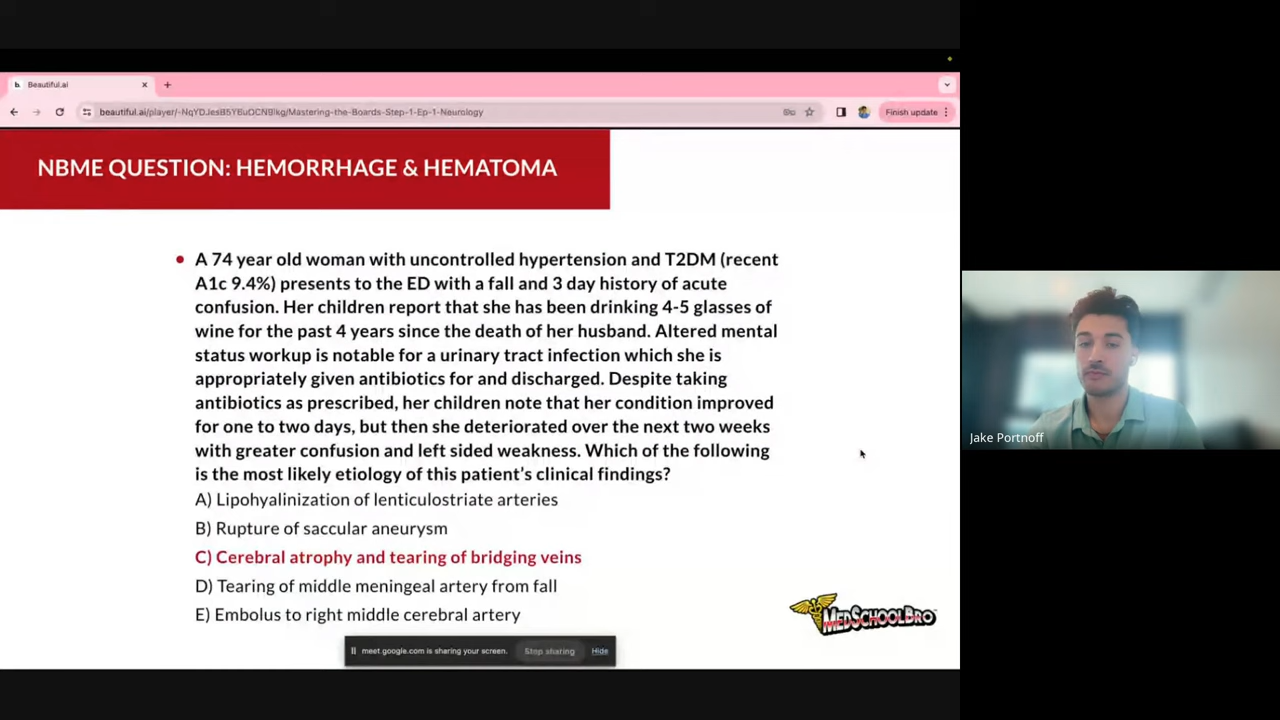 b. Beautiful.ai
beautiful.ai/player/-NqYDJesB5YBuOCN9lkg/Mastering-the-Boards-Step-1-Ep-1-Neurology
Finish update
NBME QUESTION: HEMORRHAGE & HEMATOMA
• A 74 year old woman with uncontrolled hypertension and T2DM (recent
A1c 9.4%) presents to the ED with a fall and 3 day history of acute
confusion. Her children report that she has been drinking 4-5 glasses of
wine for the past 4 years since the death of her husband. Altered mental
status workup is notable for a urinary tract infection which she is
appropriately given antibiotics for and discharged. Despite taking
antibiotics as prescribed, her children note that her condition improved
for one to two days, but then she deteriorated over the next two weeks
with greater confusion and left sided weakness. Which of the following
is the most likely etiology of this patient's clinical findings?
A) Lipohyalinization of lenticulostriate arteries
B) Rupture of saccular aneurysm
C) Cerebral atrophy and tearing of bridging veins
D) Tearing of middle meningeal artery from fall
E) Embolus to right middle cerebral artery
MEDSCHOOLBRO
meet.google.com is sharing your screen. Stop sharing Hide
Jake Portnoff